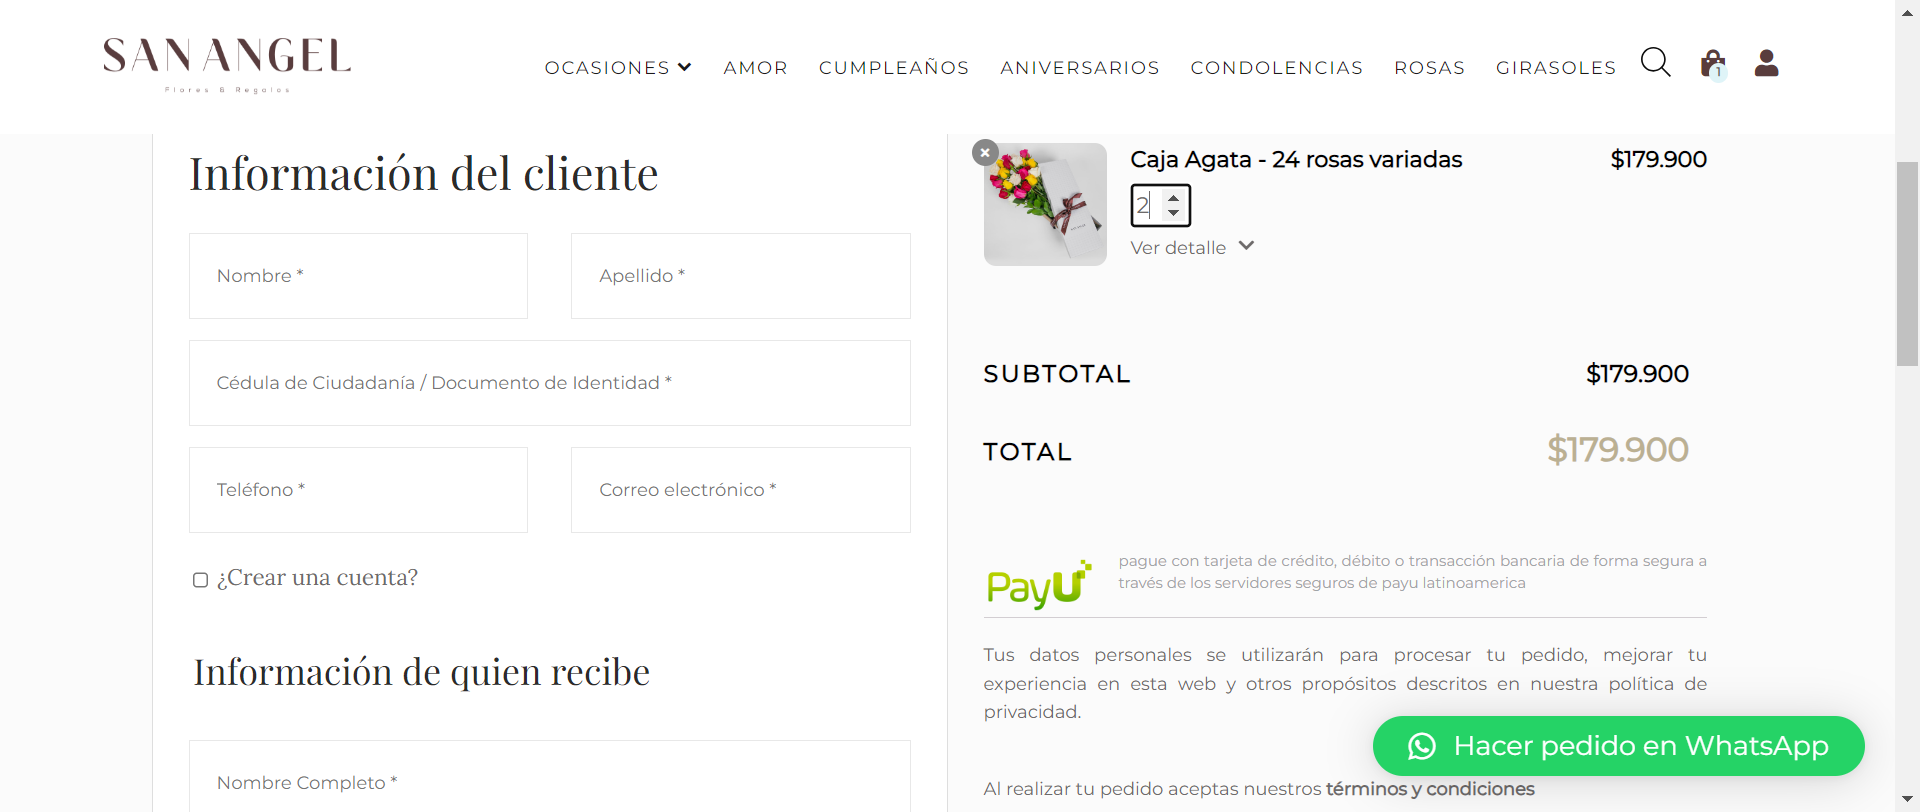 SAN ANGEL
Flores & Regalos
OCASIONES
AMOR
CUMPLEAÑOS
ANIVERSARIOS
CONDOLENCIAS
ROSAS
GIRASOLES
1
Información del cliente
Nombre *
Apellido *
Cédula de Ciudadanía / Documento de Identidad *
Teléfono *
Correo electrónico *
¿Crear una cuenta?
Información de quien recibe
Nombre Completo *
Caja Agata - 24 rosas variadas
$179.900
2
Ver detalle
SUBTOTAL
$179.900
TOTAL
$179.900
PayU
pague con tarjeta de crédito, débito o transacción bancaria de forma segura a
través de los servidores seguros de payu latinoamerica
Tus datos personales se utilizarán para procesar tu pedido, mejorar tu
experiencia en esta web y otros propósitos descritos en nuestra política de
privacidad.
Hacer pedido en WhatsApp
Al realizar tu pedido aceptas nuestros términos y condiciones